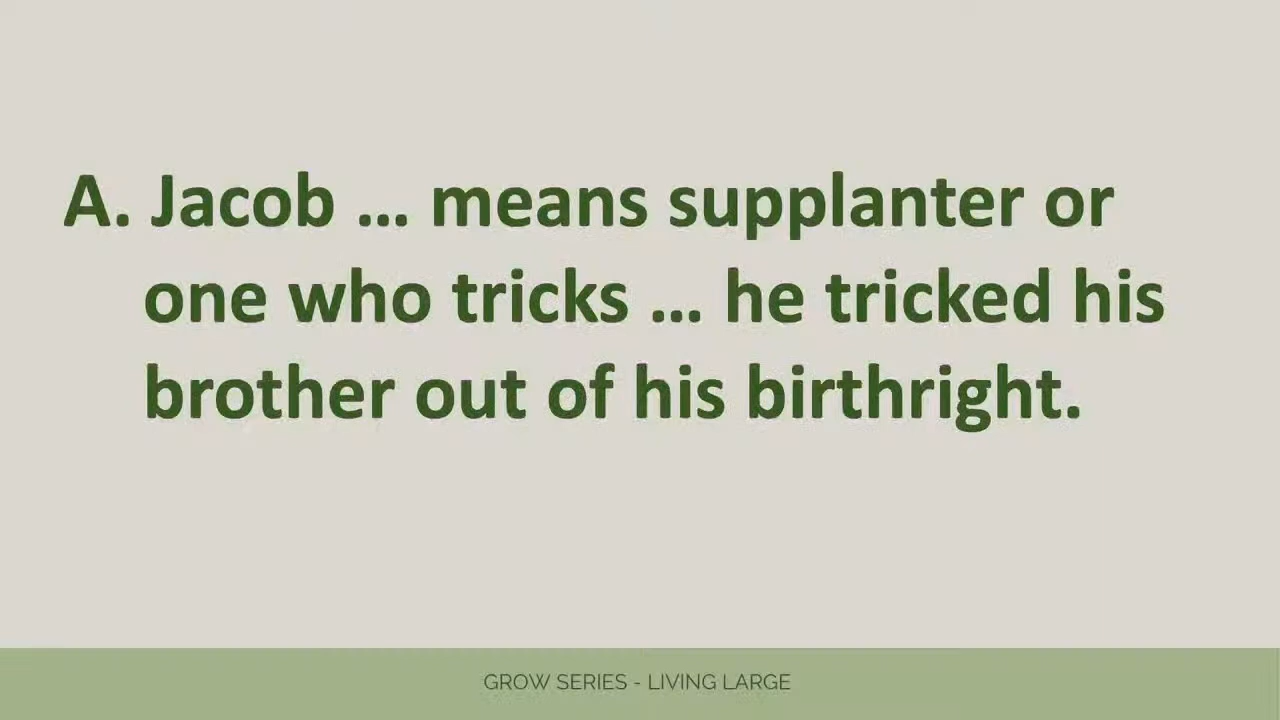 A. Jacob … means supplanter or
one who tricks … he tricked his
brother out of his birthright.
GROW SERIES - LIVING LARGE